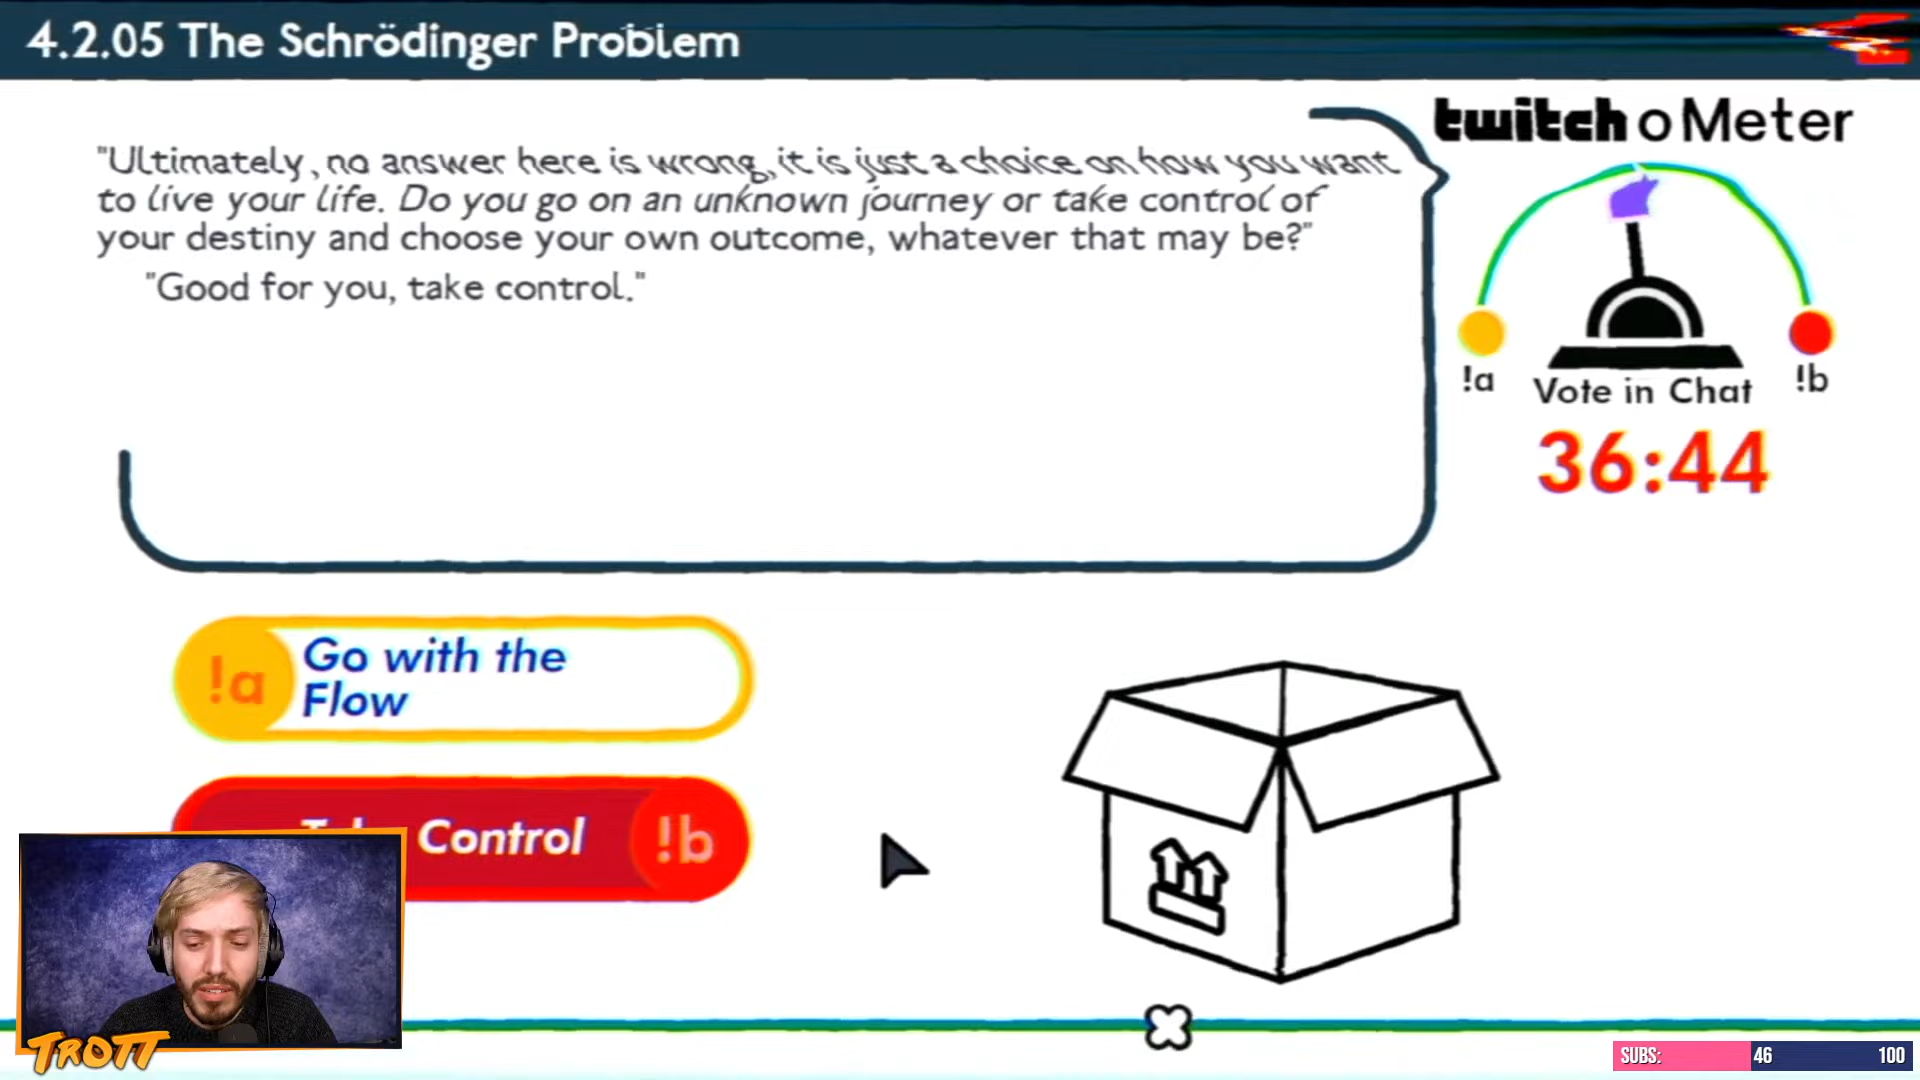 4.2.05 The Schrödinger Problem
"Ultimately, no answer here is wrong, it is just a choice on how you want
to live your life. Do you go on an unknown journey or take control of
your destiny and choose your own outcome, whatever that may be?"
"Good for you, take control."
twitch o Meter
!a
Vote in Chat
!b
36:44
!a
Go with the
Flow
Control
!b
TROTT
SUBS:
46
100